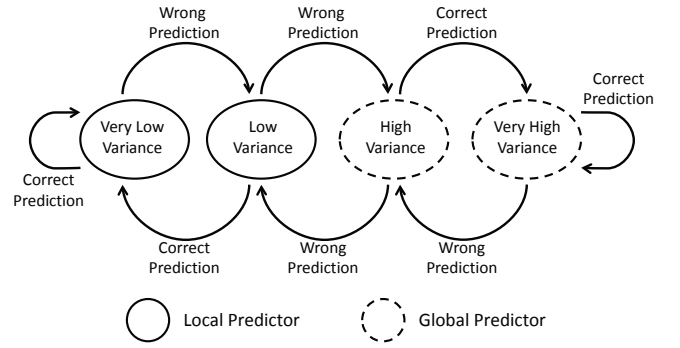 Wrong
Prediction
Wrong
Prediction
Correct
Prediction
Correct
Prediction
Very Low
Variance
Low
Variance
High
Variance
Very High
Variance
Correct
Prediction
Correct
Prediction
Wrong
Prediction
Wrong
Prediction
Local Predictor
Global Predictor